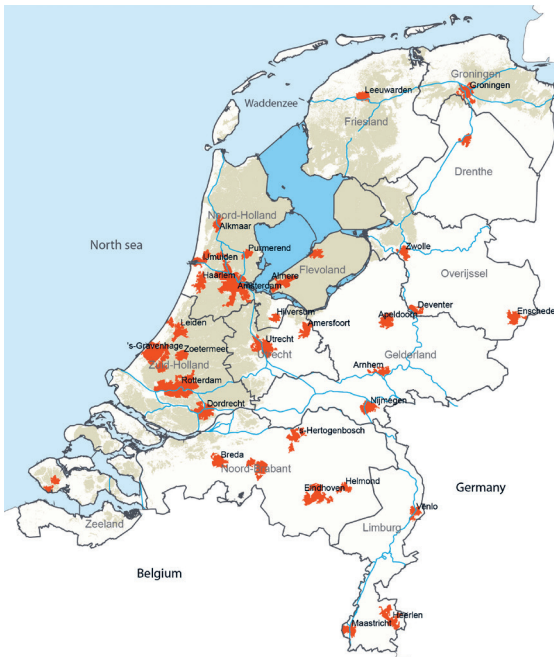 Groningen
Groningen
Leeuwarden
Waddenzee
Friesland
Drenthe
Noord-Holland
Alkmaar
North sea
Purmerend
Zwolle
IJmuiden
Flevoland
Overijssel
Haarlem
Almere
Amsterdam
Deventer
Hilversum
Apeldoorn
Enschede
Leiden
Amersfoort
's-Gravenhage
Utrecht
Zoetermeer
Utrecht
Gelderland
Zuid-Holland
Arnhem
Rotterdam
Dordrecht
Nijmegen
's-Hertogenbosch
Breda
Noord-Brabant
Eindhoven
Helmond
Germany
Venlo
Zeeland
Limburg
Belgium
Heerlen
Maastricht